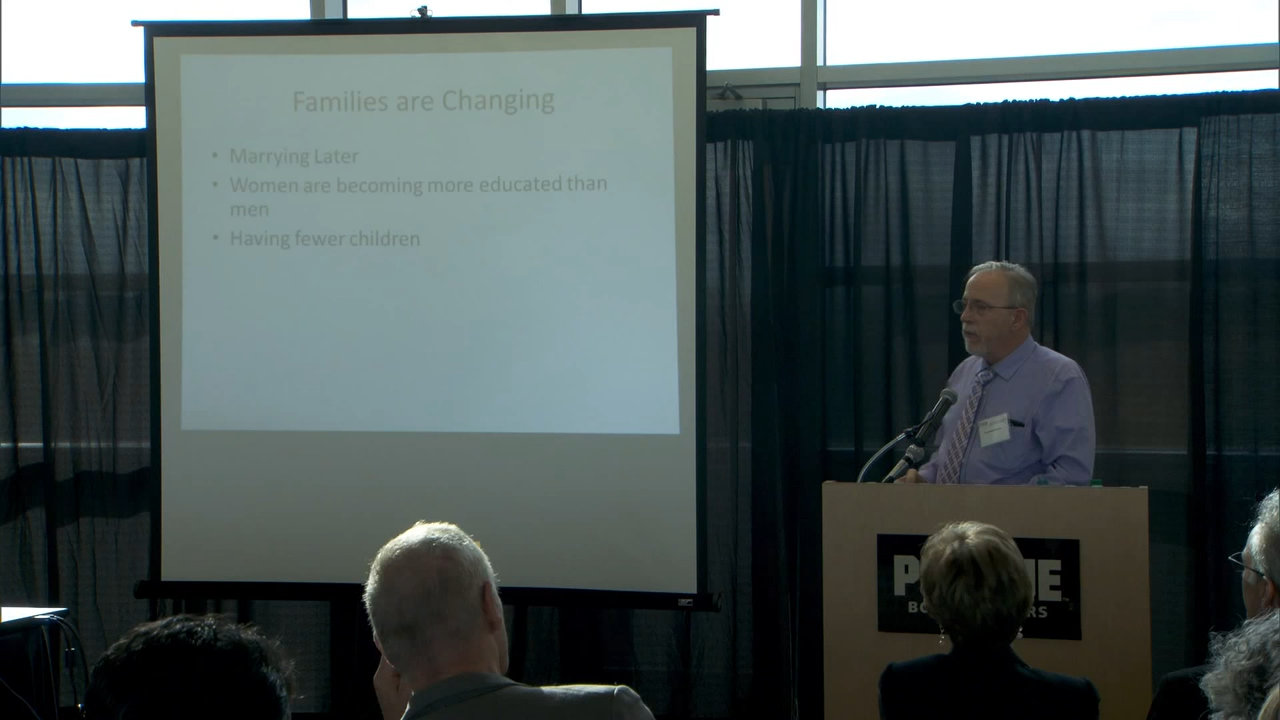 Families are Changing
• Marrying Later
• Women are becoming more educated than
men
• Having fewer children